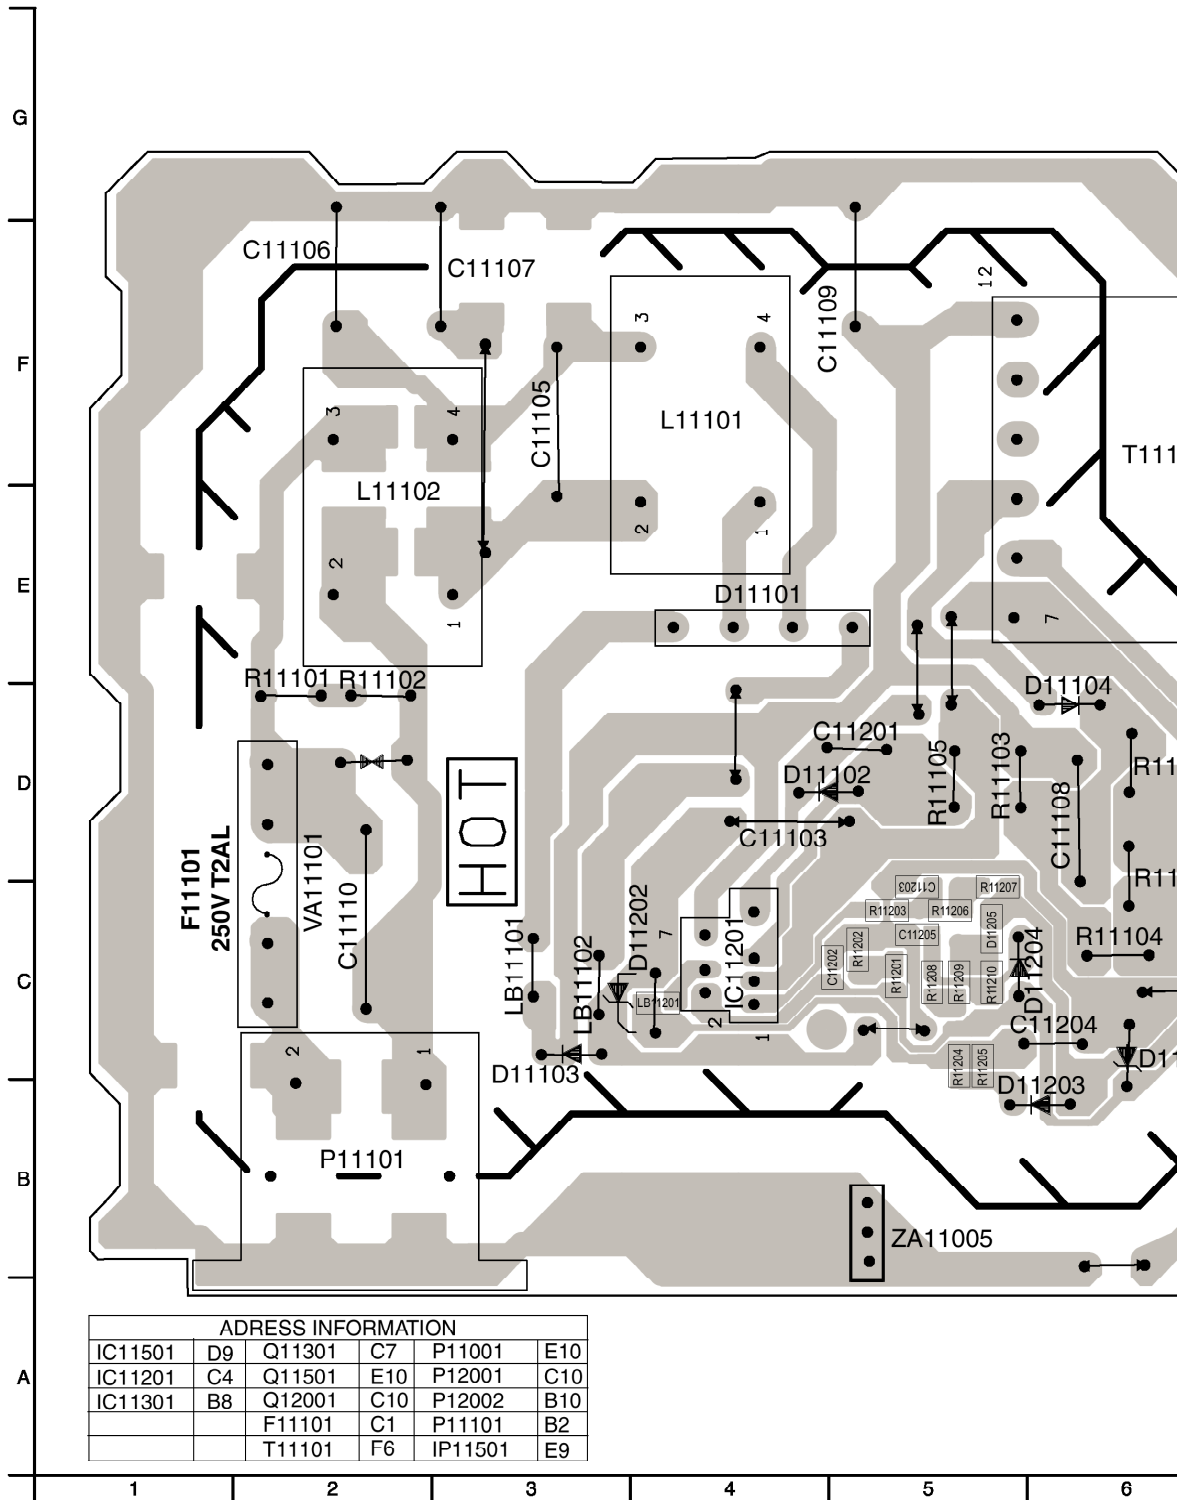 G
C11106
C11107
12
C11109
3
4
F
3
4
C11105
L11101
T111
L11102
2
1
2
E
D11101
1
7
R11101
R11102
D11104
C11201
R11105
R11103
D
D11102
R11
HOT
C11108
C11103
F11101
250V T2AL
VA11101
R11
C11203
R11207
C11110
D11202
7
R11203
R11206
LB11101
C11205
D11205
R11104
LB11102
IC11201
R11202
D11204
C
C11202
R11201
R11208
R11209
R11210
LB11201
2
1
C11204
2
1
D11103
R11204
R11205
D11
D11203
P11101
B
ZA11005
ADRESS INFORMATION
IC11501 D9 Q11301 C7 P11001 E10
IC11201 C4 Q11501 E10 P12001 C10
A
IC11301 B8 Q12001 C10 P12002 B10
F11101 C1 P11101 B2
T11101 F6 IP11501 E9
1 2 3 4 5 6